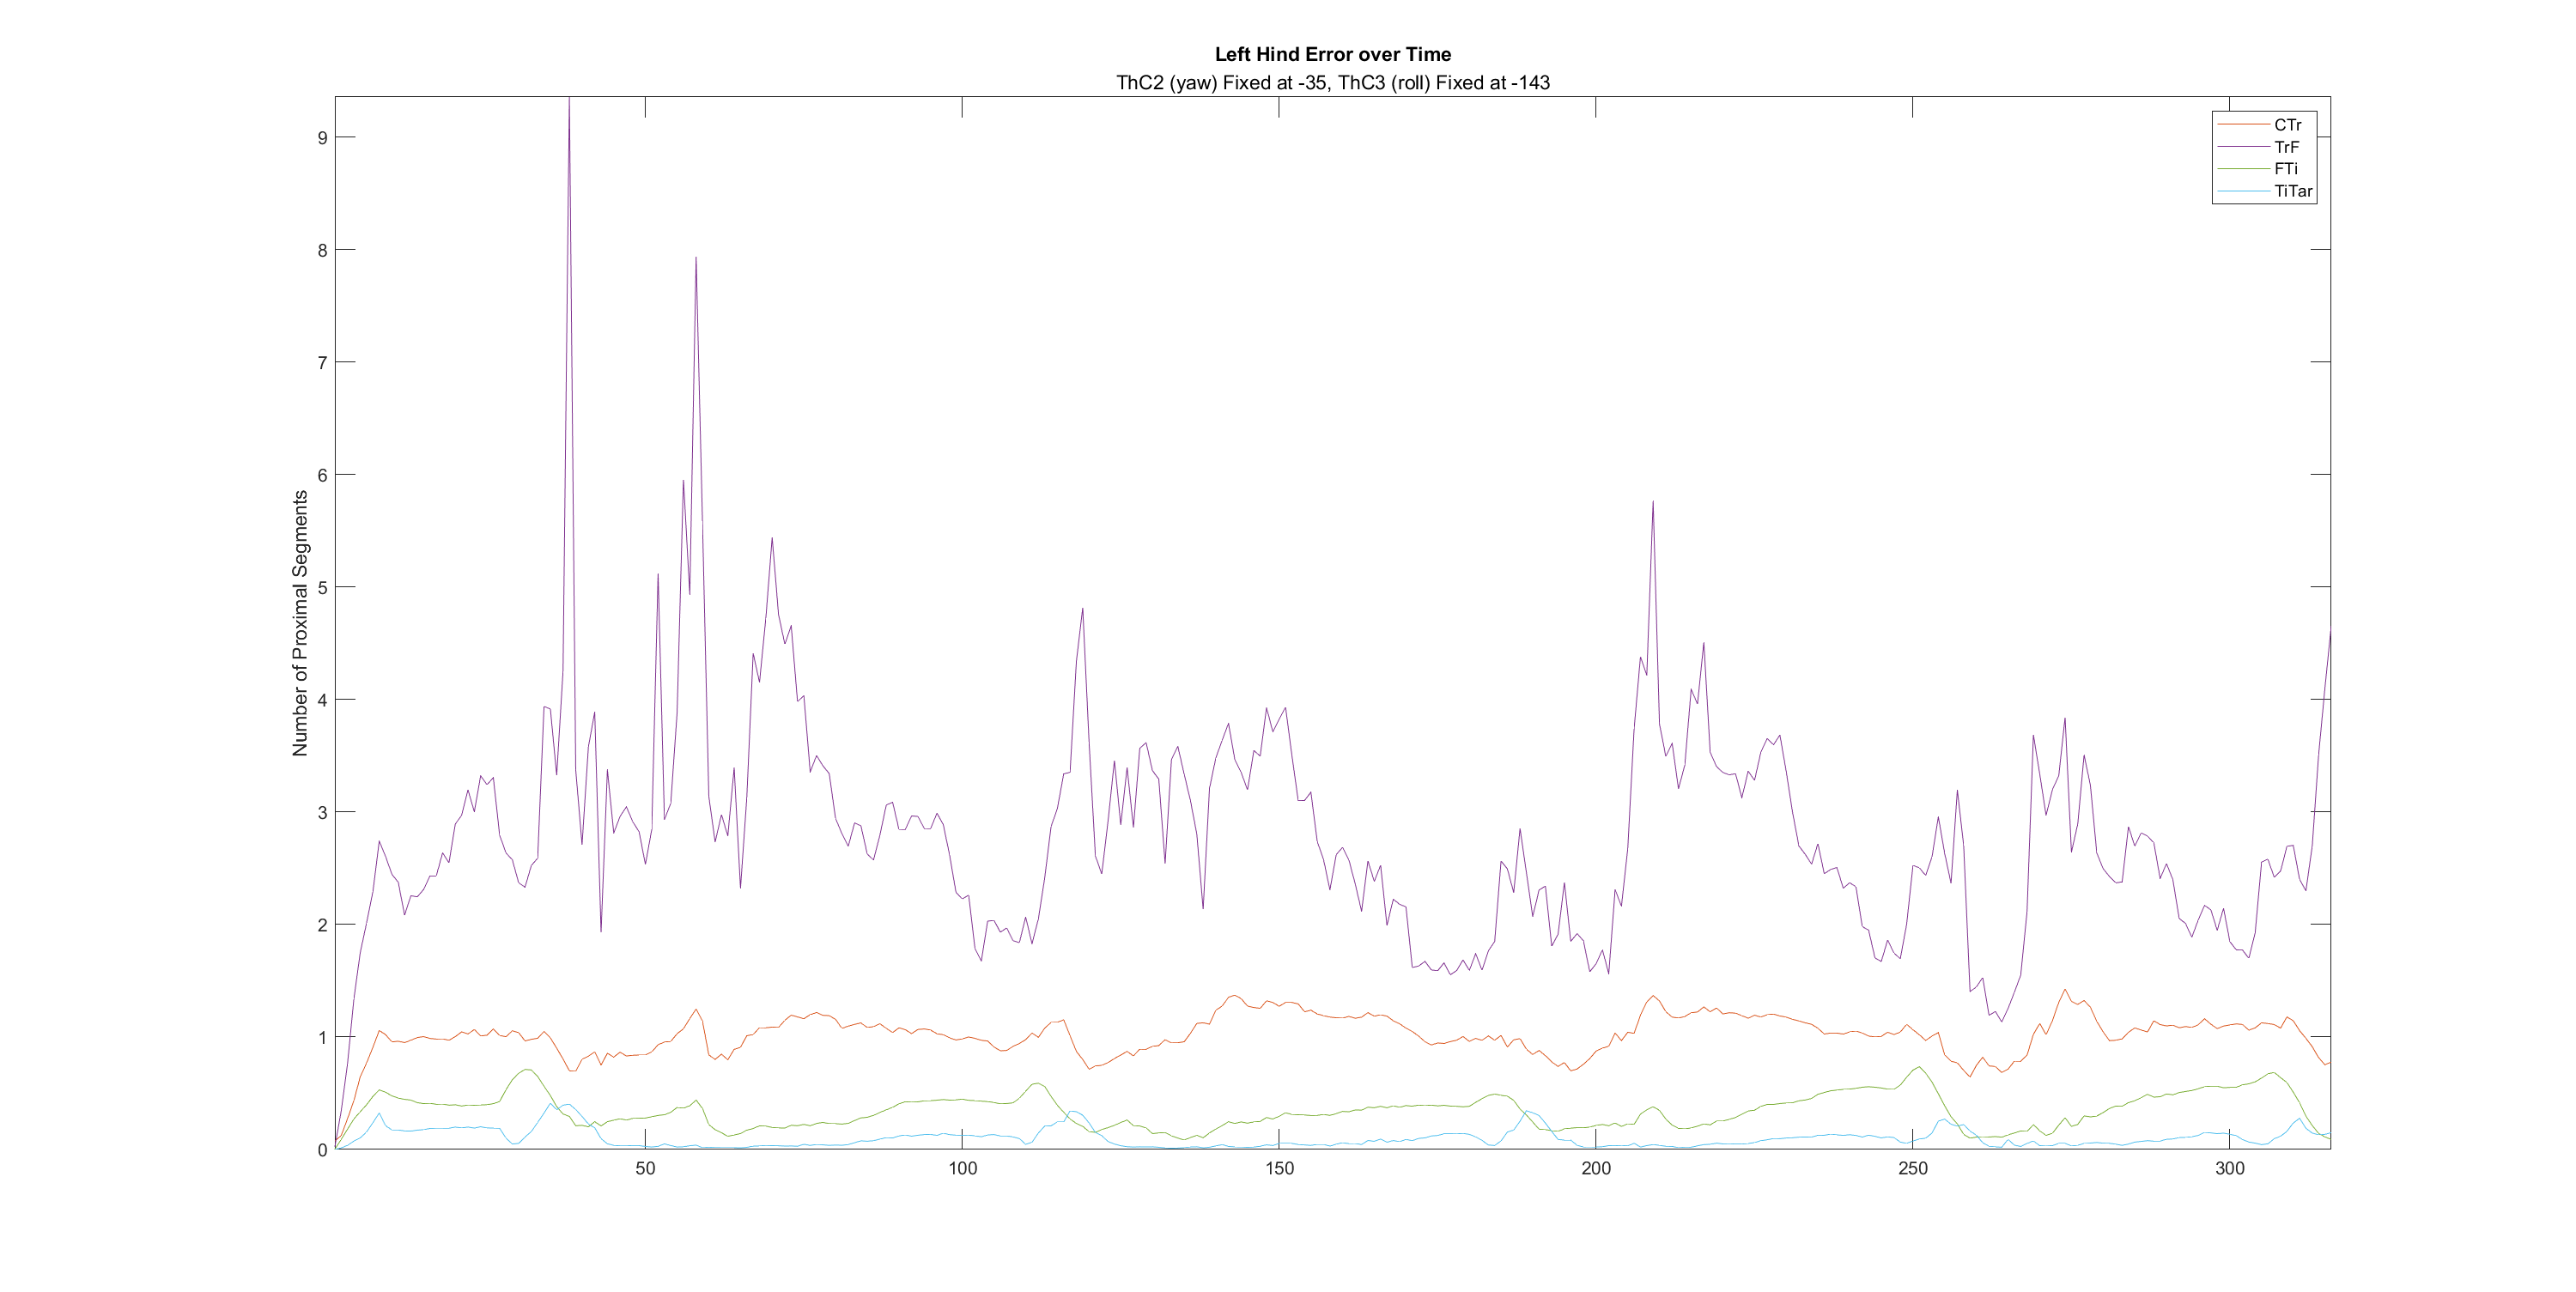 Left Hind Error over Time
ThC2 (yaw) Fixed at -35, ThC3 (roll) Fixed at -143
CTr
TrF
FTi
TiTar
Number of Proximal Segments
9
8
7
6
5
4
3
2
1
0
50 100 150 200 250 300